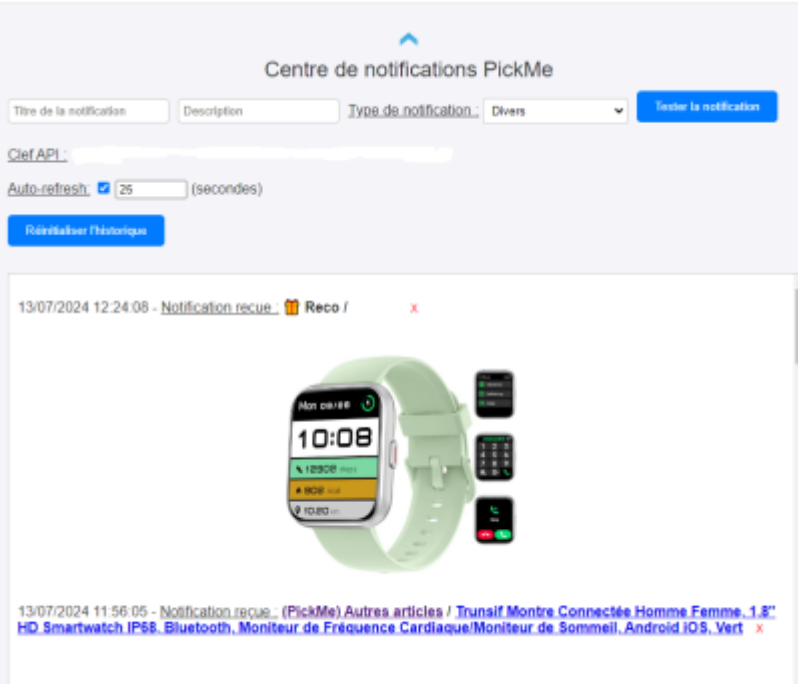 Centre de notifications PickMe
Titre de la notification Description Type de notification : Divers Tester la notification
Clef API :
Auto-refresh: 25 (secondes)
Réinitialiser l'historique
13/07/2024 12:24:08 - Notification reçue : Reco / x
10:08
13/07/2024 11:56:05 - Notification reçue : (PickMe) Autres articles / Trunsif Montre Connectée Homme Femme, 1.8"
HD Smartwatch IP68, Bluetooth, Moniteur de Fréquence Cardiaque/Moniteur de Sommeil, Android iOS, Vert x